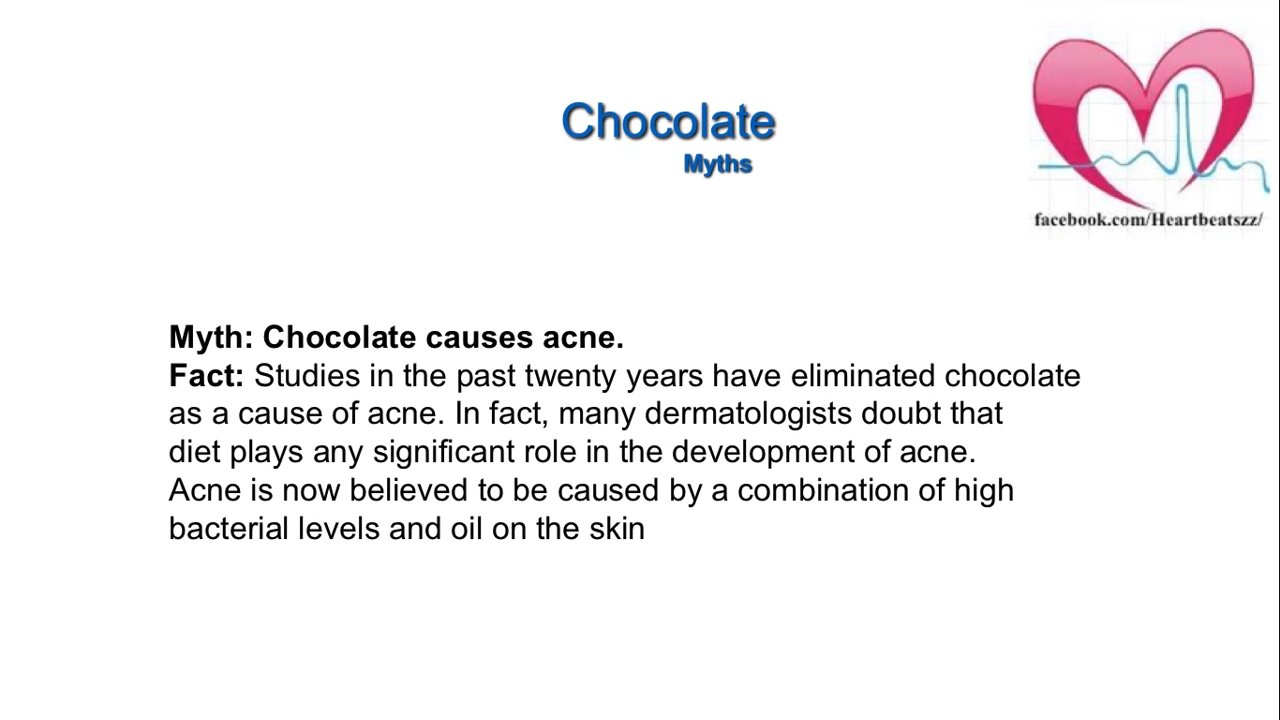 Chocolate
Myths
facebook.com/Heartbeatszz/
Myth: Chocolate causes acne.
Fact: Studies in the past twenty years have eliminated chocolate
as a cause of acne. In fact, many dermatologists doubt that
diet plays any significant role in the development of acne.
Acne is now believed to be caused by a combination of high
bacterial levels and oil on the skin